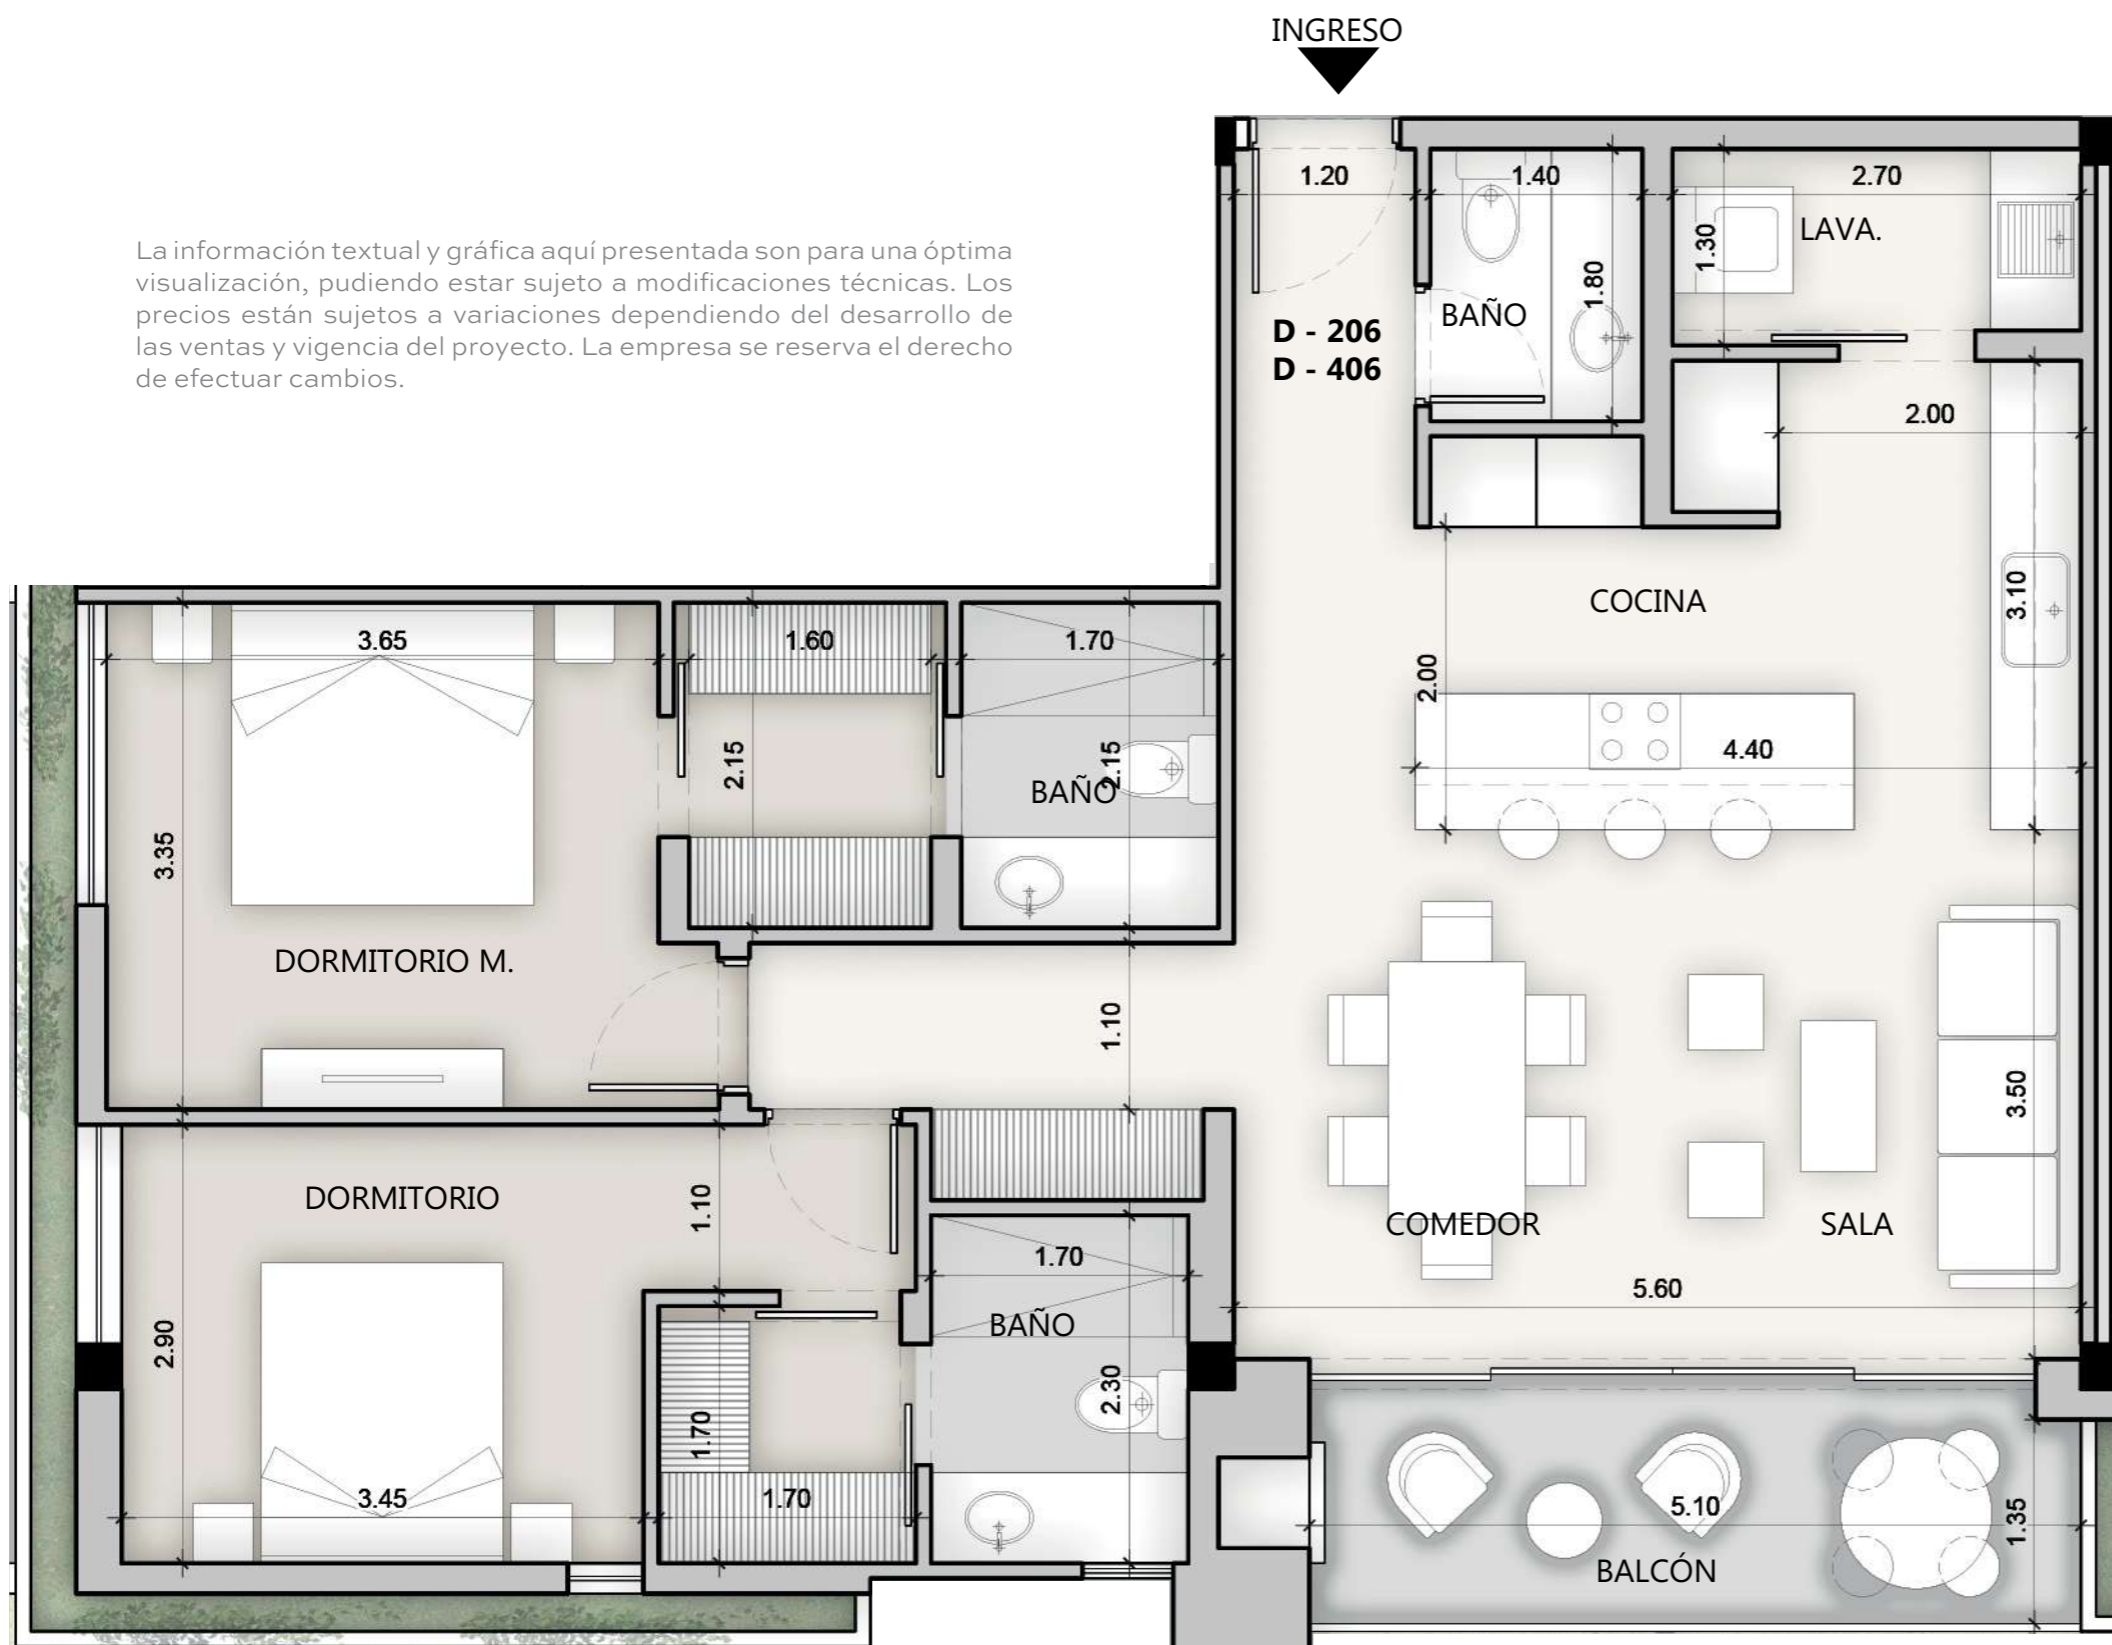 INGRESO
1.20
1.40
2.70
La información textual y gráfica aquí presentada son para una óptima
visualización, pudiendo estar sujeto a modificaciones técnicas. Los
precios están sujetos a variaciones dependiendo del desarrollo de
las ventas y vigencia del proyecto. La empresa se reserva el derecho
de efectuar cambios.
1.30
LAVA.
1.80
BAÑO
D - 206
D - 406
2.00
COCINA
3.10
3.65
1.60
1.70
2.00
2.15
2.15
BAÑO
4.40
3.35
DORMITORIO M.
1.10
3.50
DORMITORIO
1.10
COMEDOR
SALA
1.70
5.60
BAÑO
2.90
2.30
1.70
3.45
1.70
5.10
1.35
BALCÓN